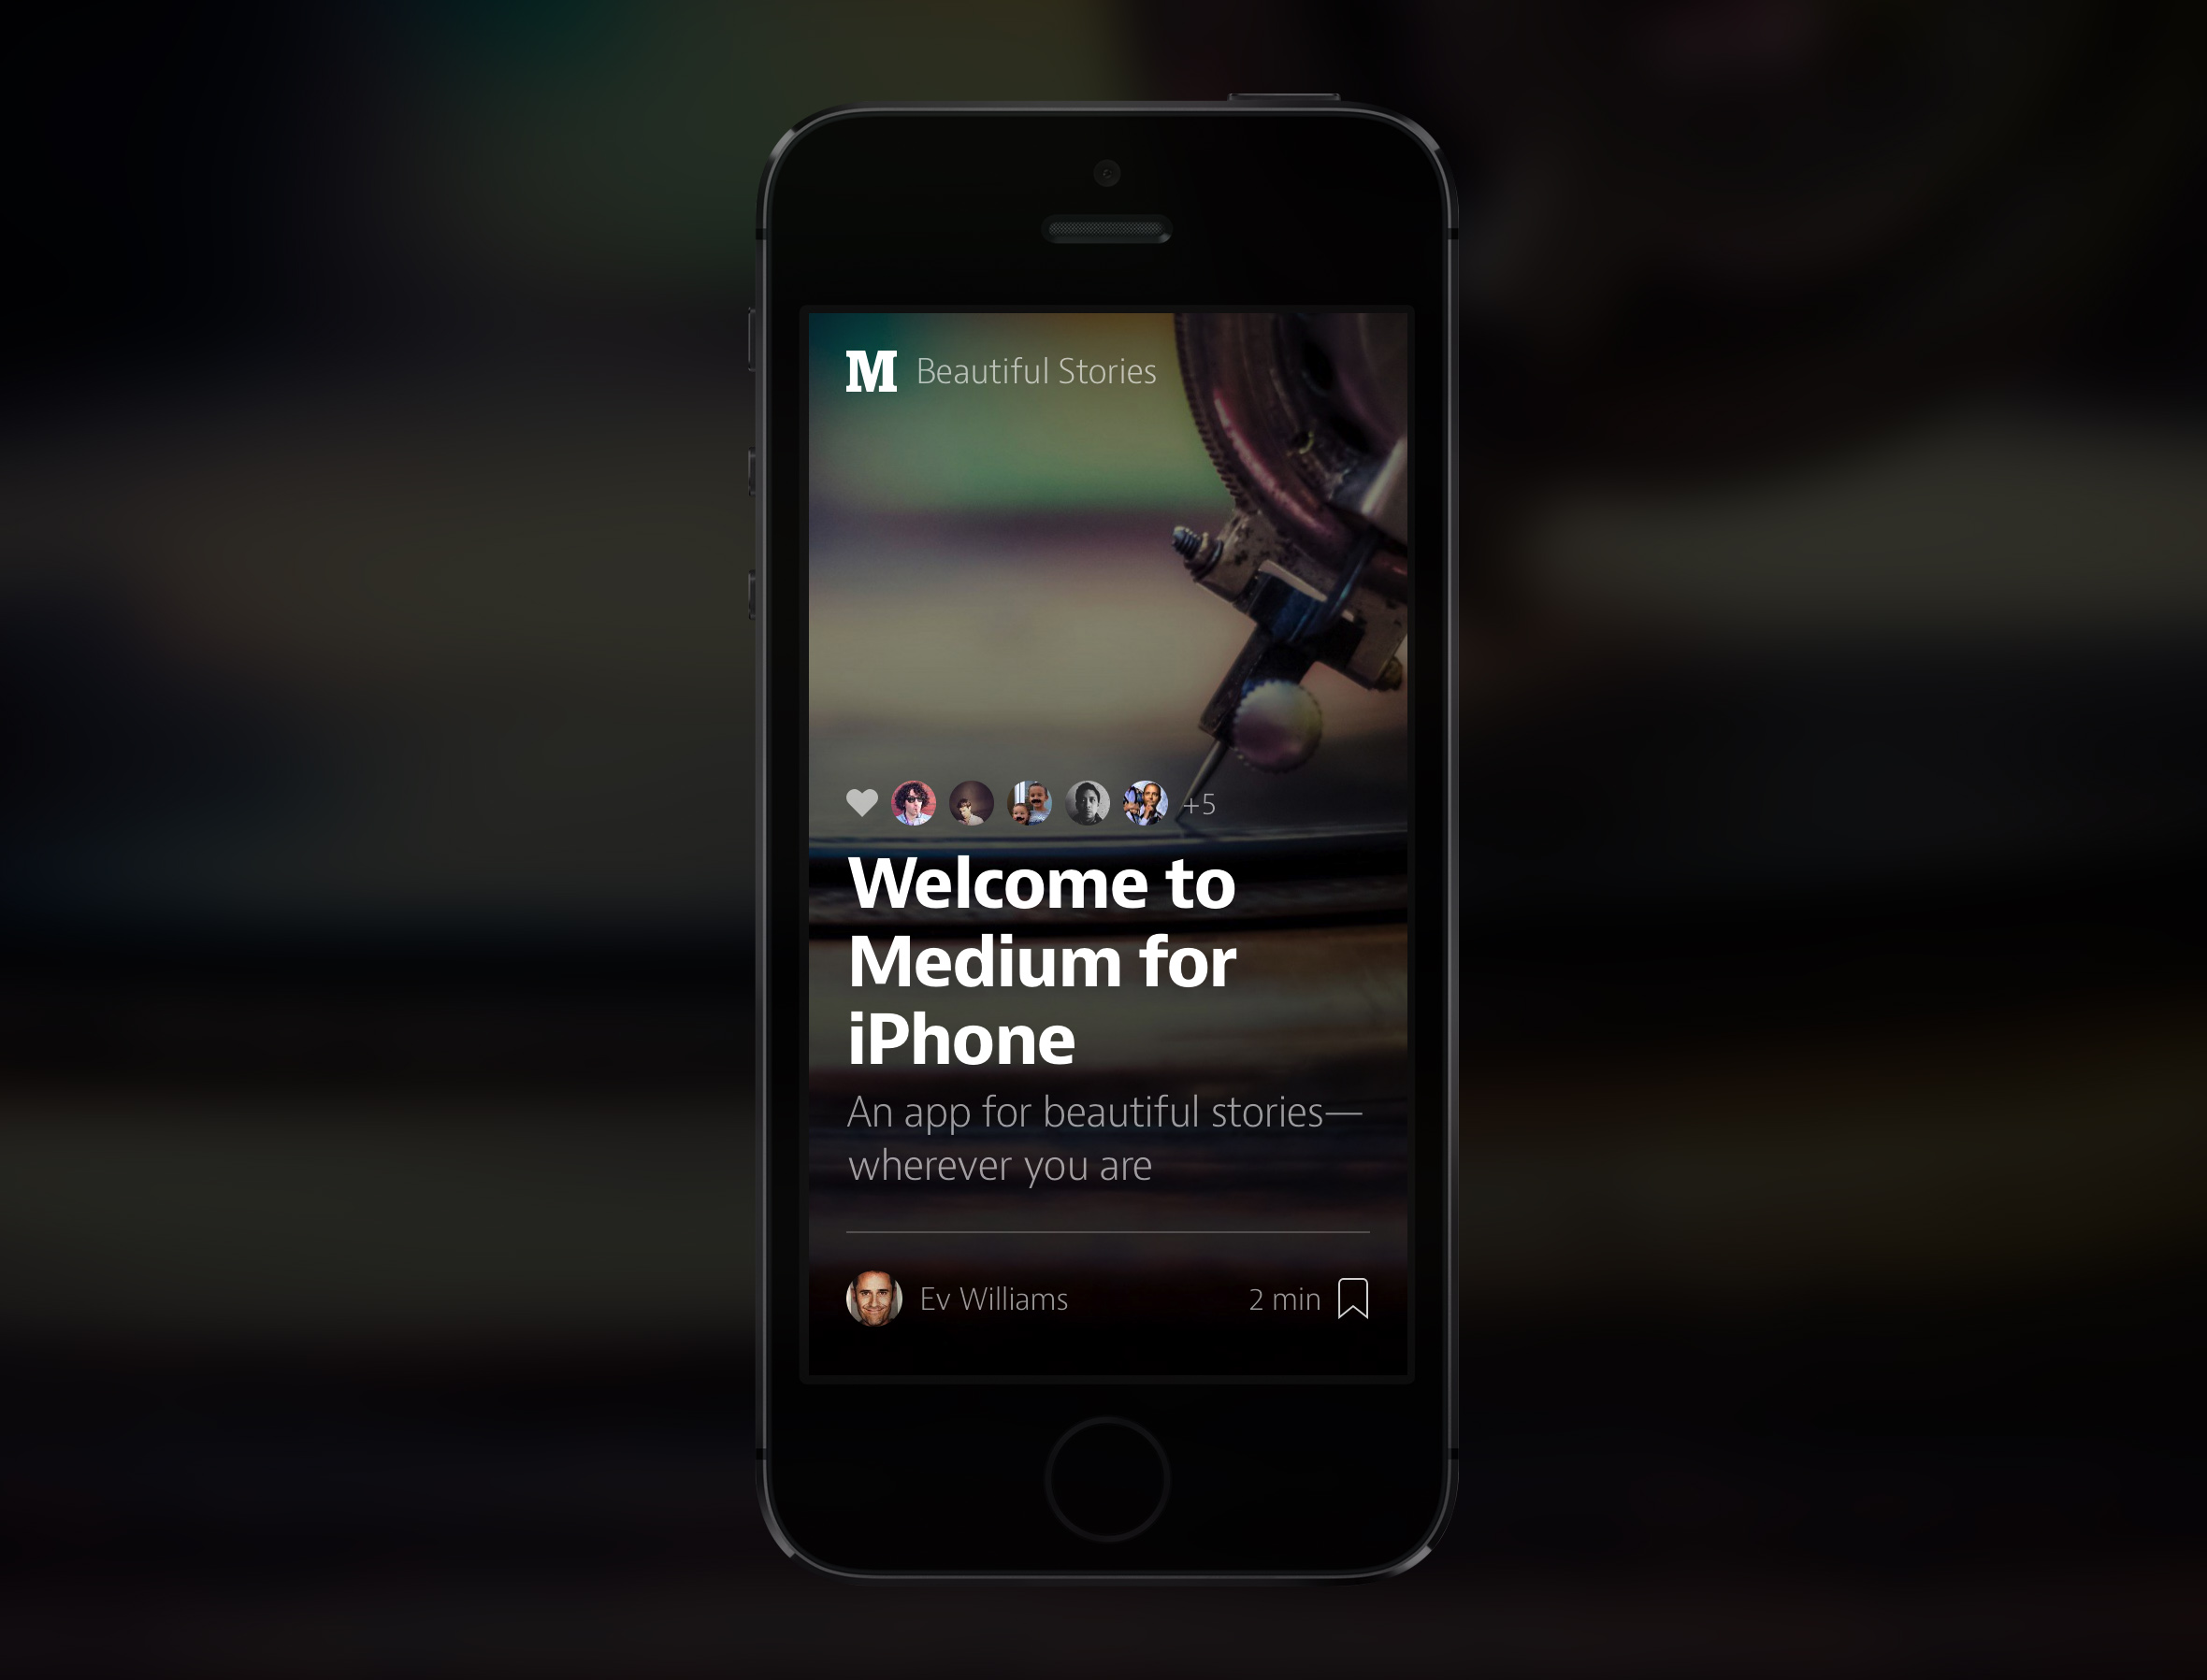 M Beautiful Stories
+5
Welcome to
Medium for
iPhone
An app for beautiful stories—
wherever you are
Ev Williams 2 min